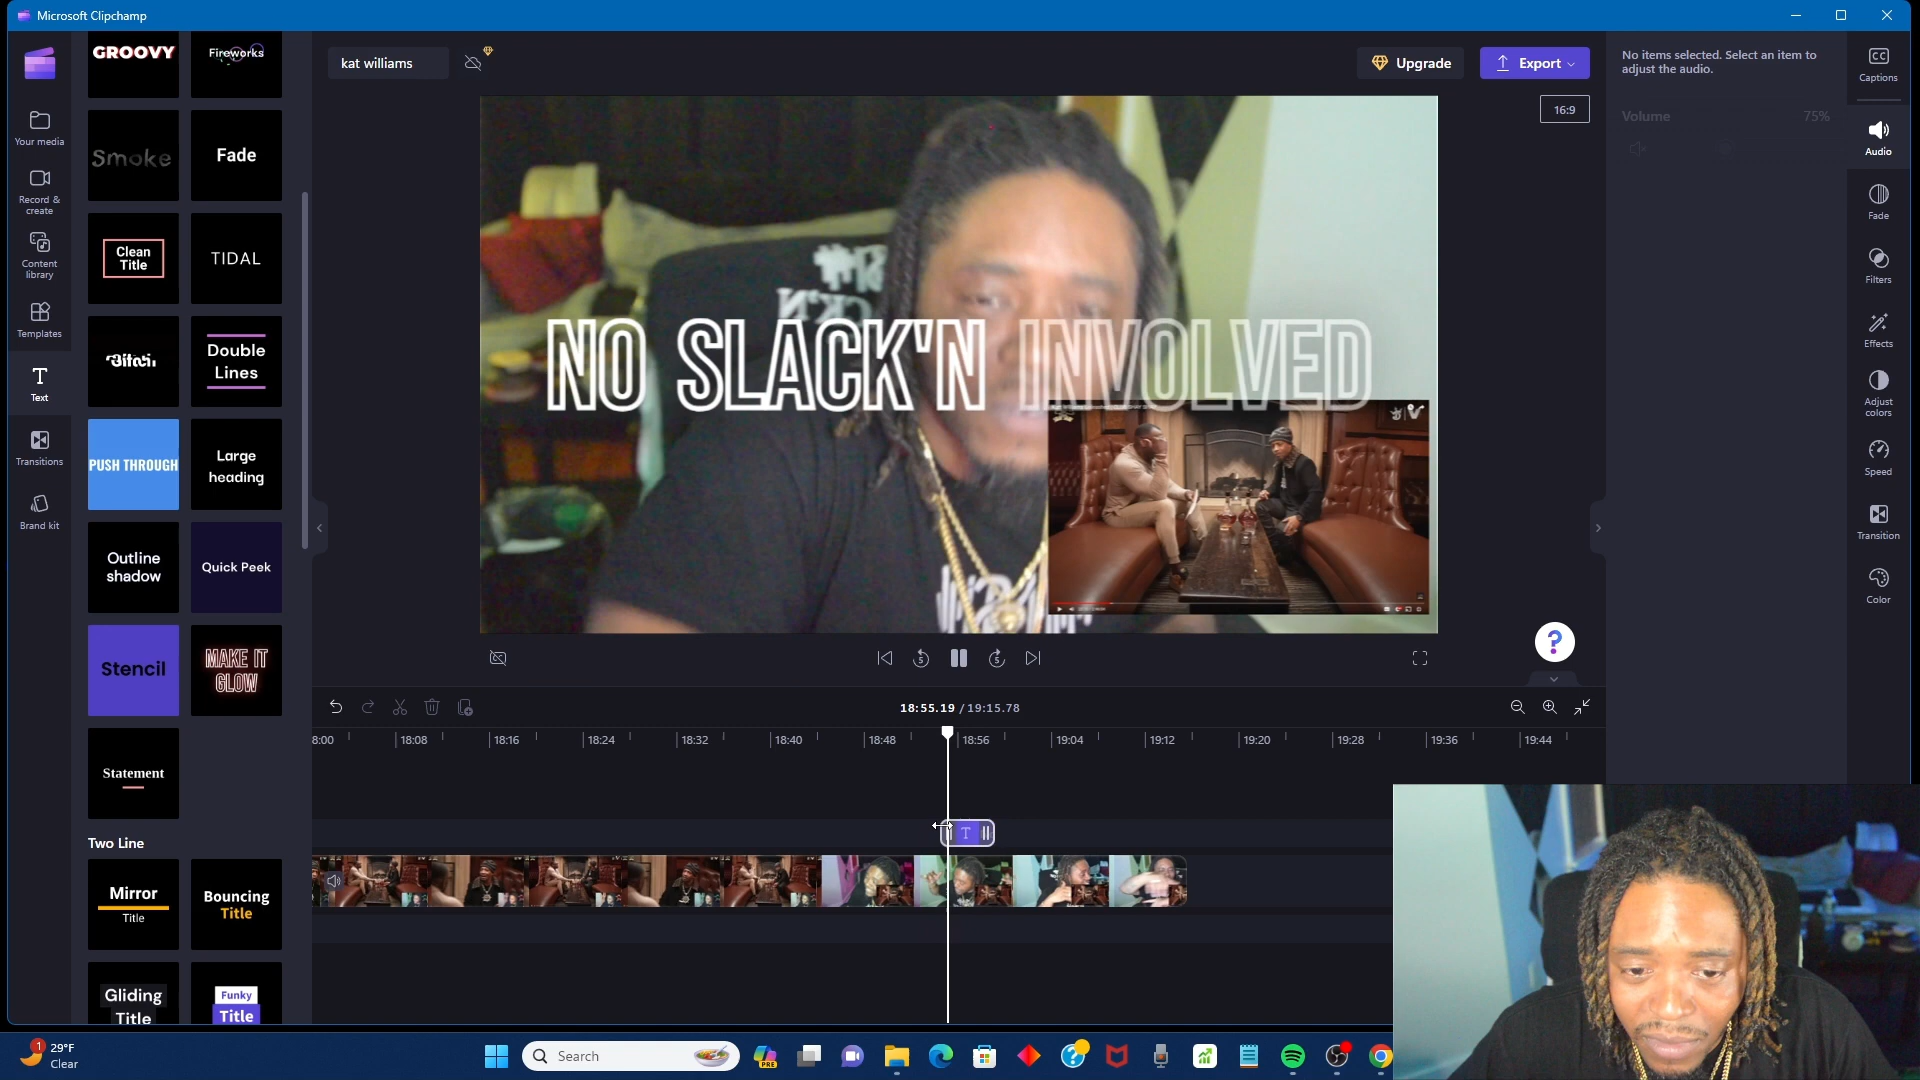 Microsoft Clipchamp
GROOVY
Fireworks
Smoke
Fade
Clean
Title
TIDAL
Double
Lines
PUSH THROUGH
Large
heading
Outline
shadow
Quick Peek
Stencil
MAKE IT
GLOW
Statement
Two Line
Mirror
Title
Bouncing
Title
Gliding
Title
Funky
Title
Your media
Record &
create
Content
library
Templates
Text
Transitions
Brand kit
kat williams
Upgrade
Export
16:9
NO SLACK'N INVOLVED
No items selected. Select an item to
adjust the audio.
Volume 75%
CC
Captions
Audio
Fade
Filters
Effects
Adjust
colors
Speed
Transition
Color
?
5
5
18:55.19 / 19:15.78
8:00 18:08 18:16 18:24 18:32 18:40 18:48 18:56 19:04 19:12 19:20 19:28 19:36 19:44
T
1
29°F
Clear
Search
PRE